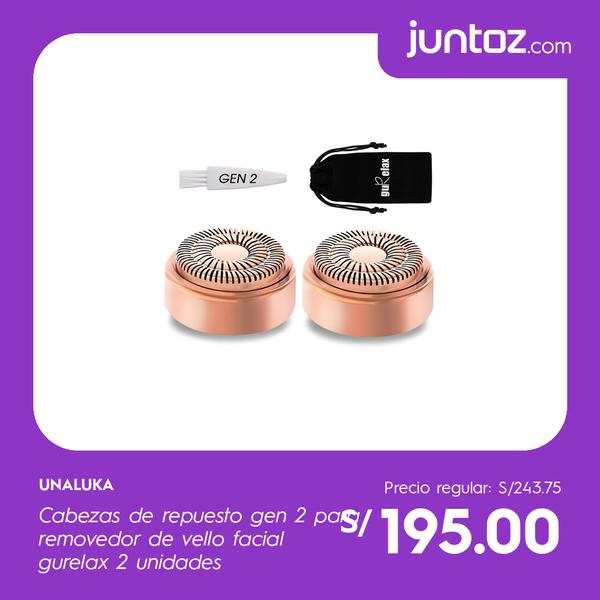 juntoz.com
GEN 2
guRelax
UNALUKA
Precio regular: S/243.75
Cabezas de repuesto gen 2 para
removedor de vello facial
gurelax 2 unidades
S/195.00